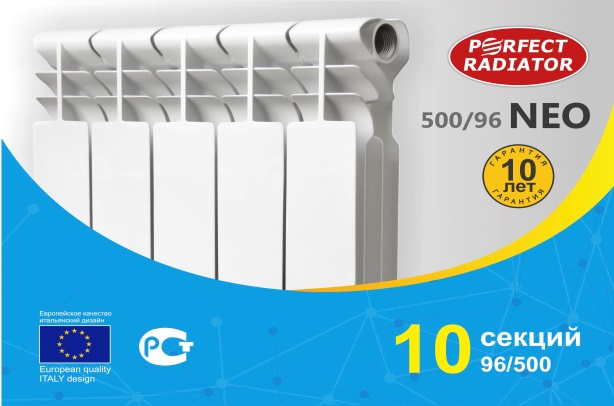 PERFECT
RADIATOR
500/96 NEO
ГАРАНТИЯ
10
лет
ГАРАНТИЯ
Европейское качество
итальянский дизайн
European quality
ITALY design
РСТ
10 секций
96/500